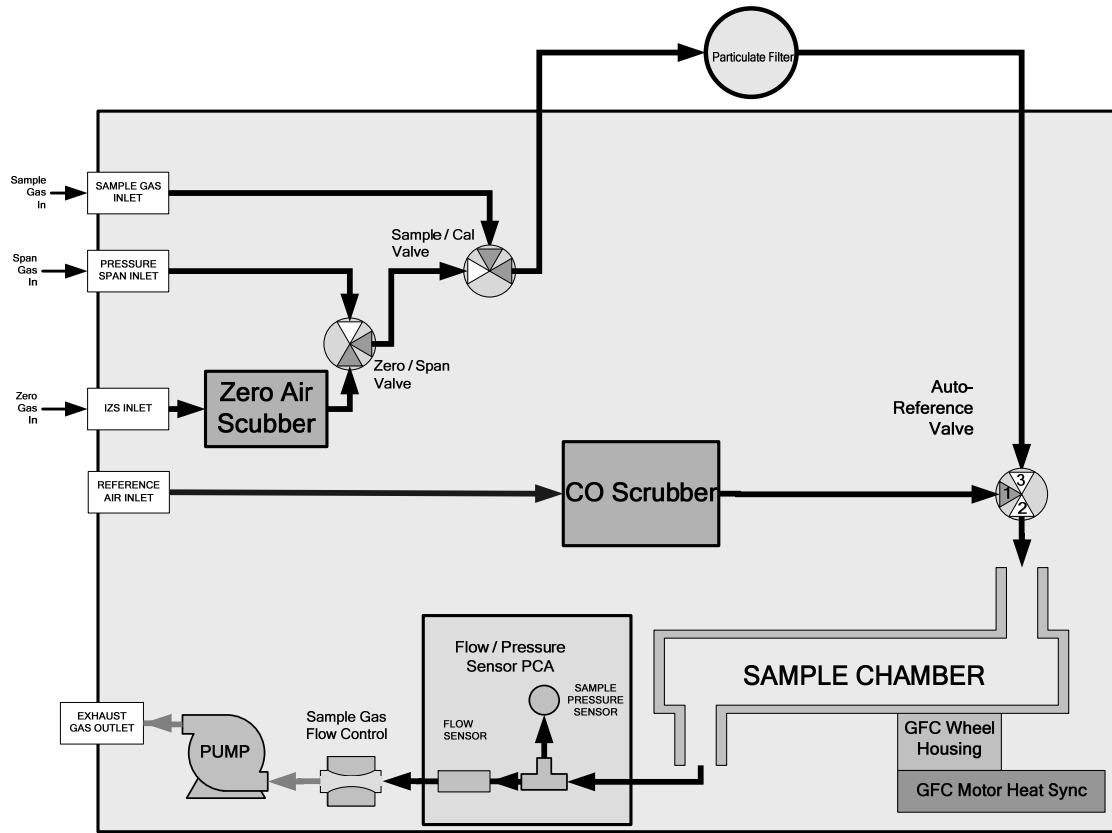 Particulate Filter
Sample
Gas
In
SAMPLE GAS
INLET
Sample / Cal
Valve
Span
Gas
In
PRESSURE
SPAN INLET
Zero / Span
Valve
Zero
Gas
In
IZS INLET
Zero Air
Scubber
Auto-
Reference
Valve
REFERENCE
AIR INLET
CO Scrubber
3
1
2
Flow / Pressure
Sensor PCA
SAMPLE
PRESSURE
SENSOR
FLOW
SENSOR
SAMPLE CHAMBER
GFC Wheel
Housing
GFC Motor Heat Sync
Sample Gas
Flow Control
PUMP
EXHAUST
GAS OUTLET